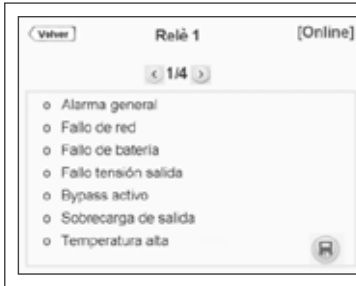 Volver Relè 1 [Online]
< 1/4 >
o Alarma general
o Fallo de red
o Fallo de batería
o Fallo tensión salida
o Bypass activo
o Sobrecarga de salida
o Temperatura alta